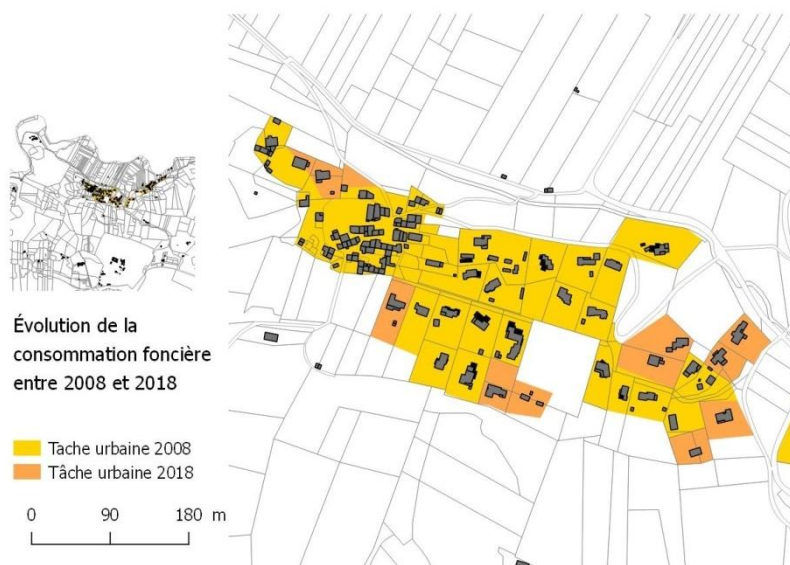 Évolution de la
consommation foncière
entre 2008 et 2018
Tache urbaine 2008
Tâche urbaine 2018
0 90 180 m